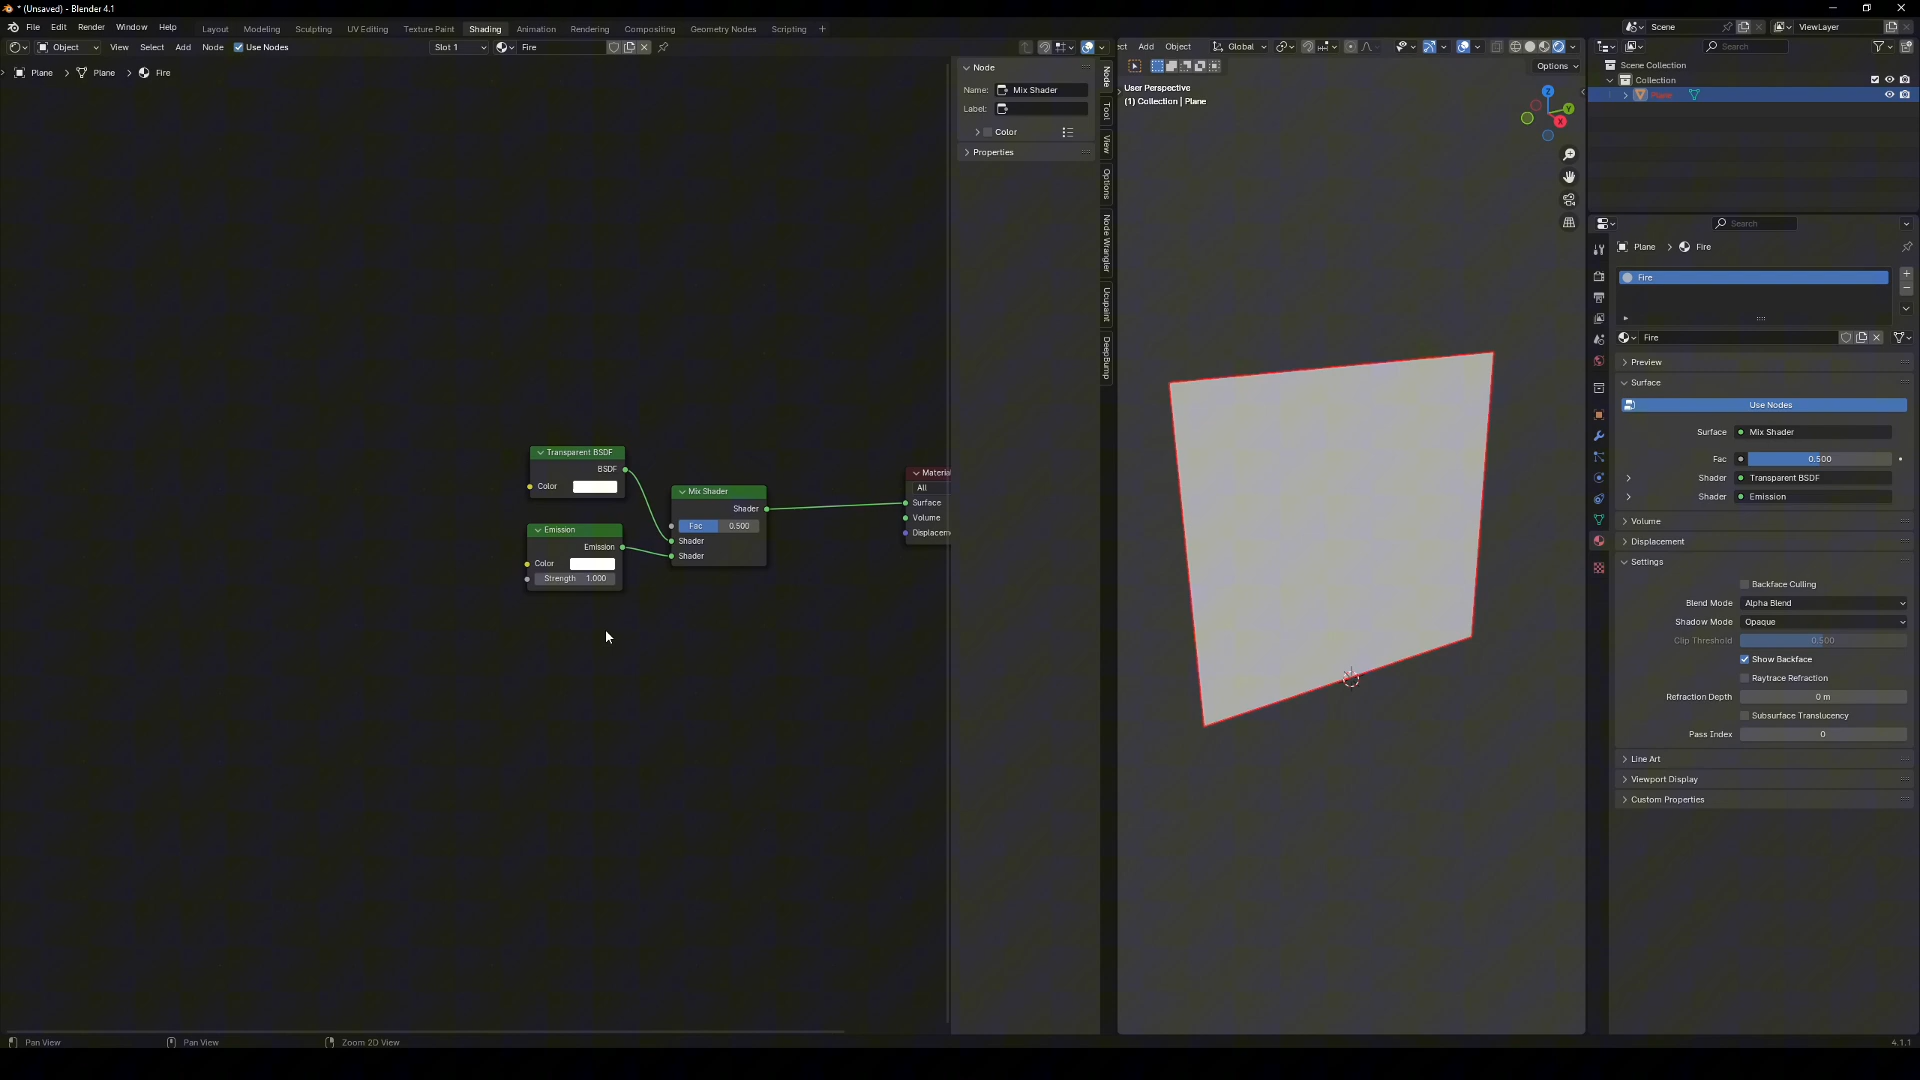 * (Unsaved) - Blender 4.1
File Edit Render Window Help
Layout Modeling Sculpting UV Editing Texture Paint Shading Animation Rendering Compositing Geometry Nodes Scripting +
Scene
ViewLayer
Object View Select Add Node Use Nodes
Slot 1
Fire
Plane > Plane > Fire
Node
Name: Mix Shader
Label:
Color
Properties
Node
Tool
View
Options
Node Wrangler
Ucupaint
DeepBump
ct Add Object
Global
Options
User Perspective
(1) Collection | Plane
Z
Y
X
Transparent BSDF
BSDF
Color
Emission
Emission
Color
Strength 1.000
Mix Shader
Shader
Fac 0.500
Shader
Shader
Material
All
Surface
Volume
Displacem
Search
Scene Collection
Collection
Plane
Search
Plane > Fire
Fire
Fire
Preview
Surface
Use Nodes
Surface Mix Shader
Fac 0.500
Shader Transparent BSDF
Shader Emission
Volume
Displacement
Settings
Backface Culling
Blend Mode Alpha Blend
Shadow Mode Opaque
Clip Threshold 0.500
Show Backface
Raytrace Refraction
Refraction Depth 0 m
Subsurface Translucency
Pass Index 0
Line Art
Viewport Display
Custom Properties
Pan View
Pan View
Zoom 2D View
4.1.1